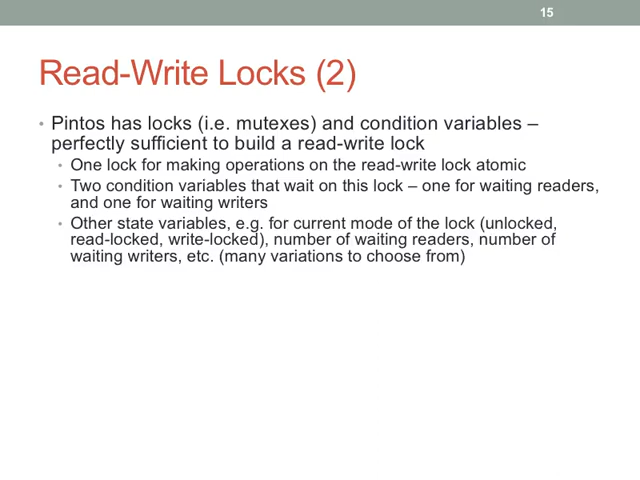 15
Read-Write Locks (2)
• Pintos has locks (i.e. mutexes) and condition variables –
perfectly sufficient to build a read-write lock
• One lock for making operations on the read-write lock atomic
• Two condition variables that wait on this lock – one for waiting readers,
and one for waiting writers
• Other state variables, e.g. for current mode of the lock (unlocked,
read-locked, write-locked), number of waiting readers, number of
waiting writers, etc. (many variations to choose from)